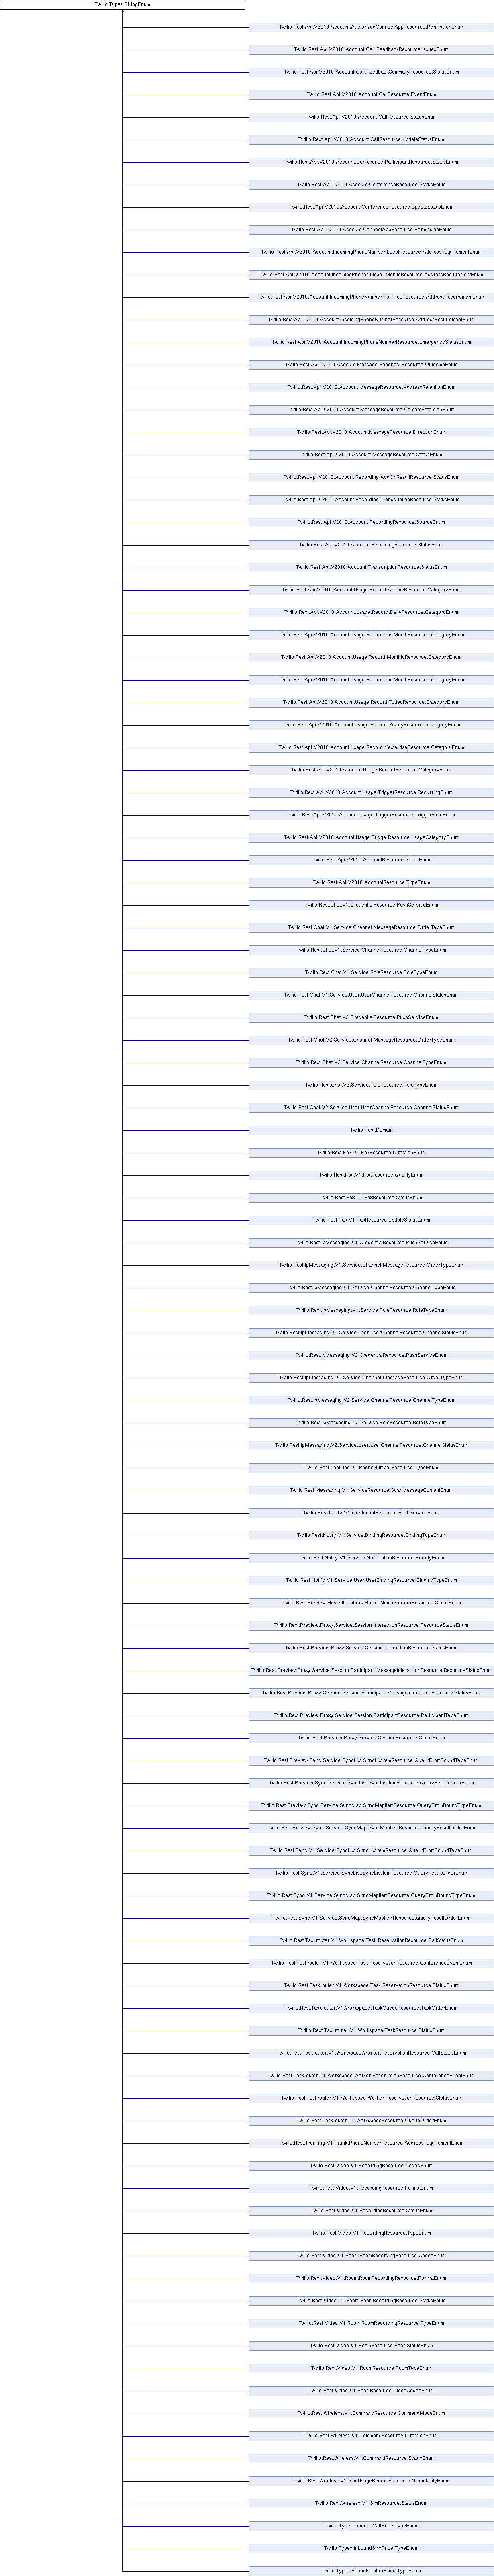 Twilio.Types.StringEnum
Twilio.Rest.Api.V2010.Account.AuthorizedConnectAppResource.PermissionEnum
Twilio.Rest.Api.V2010.Account.Call.FeedbackResource.IssuesEnum
Twilio.Rest.Api.V2010.Account.Call.FeedbackSummaryResource.StatusEnum
Twilio.Rest.Api.V2010.Account.CallResource.EventEnum
Twilio.Rest.Api.V2010.Account.CallResource.StatusEnum
Twilio.Rest.Api.V2010.Account.CallResource.UpdateStatusEnum
Twilio.Rest.Api.V2010.Account.Conference.ParticipantResource.StatusEnum
Twilio.Rest.Api.V2010.Account.ConferenceResource.StatusEnum
Twilio.Rest.Api.V2010.Account.ConferenceResource.UpdateStatusEnum
Twilio.Rest.Api.V2010.Account.ConnectAppResource.PermissionEnum
Twilio.Rest.Api.V2010.Account.IncomingPhoneNumber.LocalResource.AddressRequirementEnum
Twilio.Rest.Api.V2010.Account.IncomingPhoneNumber.MobileResource.AddressRequirementEnum
Twilio.Rest.Api.V2010.Account.IncomingPhoneNumber.TollFreeResource.AddressRequirementEnum
Twilio.Rest.Api.V2010.Account.IncomingPhoneNumberResource.AddressRequirementEnum
Twilio.Rest.Api.V2010.Account.IncomingPhoneNumberResource.EmergencyStatusEnum
Twilio.Rest.Api.V2010.Account.Message.FeedbackResource.OutcomeEnum
Twilio.Rest.Api.V2010.Account.MessageResource.AddressRetentionEnum
Twilio.Rest.Api.V2010.Account.MessageResource.ContentRetentionEnum
Twilio.Rest.Api.V2010.Account.MessageResource.DirectionEnum
Twilio.Rest.Api.V2010.Account.MessageResource.StatusEnum
Twilio.Rest.Api.V2010.Account.Recording.AddOnResultResource.StatusEnum
Twilio.Rest.Api.V2010.Account.Recording.TranscriptionResource.StatusEnum
Twilio.Rest.Api.V2010.Account.RecordingResource.SourceEnum
Twilio.Rest.Api.V2010.Account.RecordingResource.StatusEnum
Twilio.Rest.Api.V2010.Account.TranscriptionResource.StatusEnum
Twilio.Rest.Api.V2010.Account.Usage.Record.AllTimeResource.CategoryEnum
Twilio.Rest.Api.V2010.Account.Usage.Record.DailyResource.CategoryEnum
Twilio.Rest.Api.V2010.Account.Usage.Record.LastMonthResource.CategoryEnum
Twilio.Rest.Api.V2010.Account.Usage.Record.MonthlyResource.CategoryEnum
Twilio.Rest.Api.V2010.Account.Usage.Record.ThisMonthResource.CategoryEnum
Twilio.Rest.Api.V2010.Account.Usage.Record.TodayResource.CategoryEnum
Twilio.Rest.Api.V2010.Account.Usage.Record.YearlyResource.CategoryEnum
Twilio.Rest.Api.V2010.Account.Usage.Record.YesterdayResource.CategoryEnum
Twilio.Rest.Api.V2010.Account.Usage.RecordResource.CategoryEnum
Twilio.Rest.Api.V2010.Account.Usage.TriggerResource.RecurringEnum
Twilio.Rest.Api.V2010.Account.Usage.TriggerResource.TriggerFieldEnum
Twilio.Rest.Api.V2010.Account.Usage.TriggerResource.UsageCategoryEnum
Twilio.Rest.Api.V2010.AccountResource.StatusEnum
Twilio.Rest.Api.V2010.AccountResource.TypeEnum
Twilio.Rest.Chat.V1.CredentialResource.PushServiceEnum
Twilio.Rest.Chat.V1.Service.Channel.MessageResource.OrderTypeEnum
Twilio.Rest.Chat.V1.Service.ChannelResource.ChannelTypeEnum
Twilio.Rest.Chat.V1.Service.RoleResource.RoleTypeEnum
Twilio.Rest.Chat.V1.Service.User.UserChannelResource.ChannelStatusEnum
Twilio.Rest.Chat.V2.CredentialResource.PushServiceEnum
Twilio.Rest.Chat.V2.Service.Channel.MessageResource.OrderTypeEnum
Twilio.Rest.Chat.V2.Service.ChannelResource.ChannelTypeEnum
Twilio.Rest.Chat.V2.Service.RoleResource.RoleTypeEnum
Twilio.Rest.Chat.V2.Service.User.UserChannelResource.ChannelStatusEnum
Twilio.Rest.Domain
Twilio.Rest.Fax.V1.FaxResource.DirectionEnum
Twilio.Rest.Fax.V1.FaxResource.QualityEnum
Twilio.Rest.Fax.V1.FaxResource.StatusEnum
Twilio.Rest.Fax.V1.FaxResource.UpdateStatusEnum
Twilio.Rest.IpMessaging.V1.CredentialResource.PushServiceEnum
Twilio.Rest.IpMessaging.V1.Service.Channel.MessageResource.OrderTypeEnum
Twilio.Rest.IpMessaging.V1.Service.ChannelResource.ChannelTypeEnum
Twilio.Rest.IpMessaging.V1.Service.RoleResource.RoleTypeEnum
Twilio.Rest.IpMessaging.V1.Service.User.UserChannelResource.ChannelStatusEnum
Twilio.Rest.IpMessaging.V2.CredentialResource.PushServiceEnum
Twilio.Rest.IpMessaging.V2.Service.Channel.MessageResource.OrderTypeEnum
Twilio.Rest.IpMessaging.V2.Service.ChannelResource.ChannelTypeEnum
Twilio.Rest.IpMessaging.V2.Service.RoleResource.RoleTypeEnum
Twilio.Rest.IpMessaging.V2.Service.User.UserChannelResource.ChannelStatusEnum
Twilio.Rest.Lookups.V1.PhoneNumberResource.TypeEnum
Twilio.Rest.Messaging.V1.ServiceResource.ScanMessageContentEnum
Twilio.Rest.Notify.V1.CredentialResource.PushServiceEnum
Twilio.Rest.Notify.V1.Service.BindingResource.BindingTypeEnum
Twilio.Rest.Notify.V1.Service.NotificationResource.PriorityEnum
Twilio.Rest.Notify.V1.Service.User.UserBindingResource.BindingTypeEnum
Twilio.Rest.Preview.HostedNumbers.HostedNumberOrderResource.StatusEnum
Twilio.Rest.Preview.Proxy.Service.Session.InteractionResource.ResourceStatusEnum
Twilio.Rest.Preview.Proxy.Service.Session.InteractionResource.StatusEnum
Twilio.Rest.Preview.Proxy.Service.Session.Participant.MessageInteractionResource.ResourceStatusEnum
Twilio.Rest.Preview.Proxy.Service.Session.Participant.MessageInteractionResource.StatusEnum
Twilio.Rest.Preview.Proxy.Service.Session.ParticipantResource.ParticipantTypeEnum
Twilio.Rest.Preview.Proxy.Service.SessionResource.StatusEnum
Twilio.Rest.Preview.Sync.Service.SyncList.SyncListItemResource.QueryFromBoundTypeEnum
Twilio.Rest.Preview.Sync.Service.SyncList.SyncListItemResource.QueryResultOrderEnum
Twilio.Rest.Preview.Sync.Service.SyncMap.SyncMapItemResource.QueryFromBoundTypeEnum
Twilio.Rest.Preview.Sync.Service.SyncMap.SyncMapItemResource.QueryResultOrderEnum
Twilio.Rest.Sync.V1.Service.SyncList.SyncListItemResource.QueryFromBoundTypeEnum
Twilio.Rest.Sync.V1.Service.SyncList.SyncListItemResource.QueryResultOrderEnum
Twilio.Rest.Sync.V1.Service.SyncMap.SyncMapItemResource.QueryFromBoundTypeEnum
Twilio.Rest.Sync.V1.Service.SyncMap.SyncMapItemResource.QueryResultOrderEnum
Twilio.Rest.Taskrouter.V1.Workspace.Task.ReservationResource.CallStatusEnum
Twilio.Rest.Taskrouter.V1.Workspace.Task.ReservationResource.ConferenceEventEnum
Twilio.Rest.Taskrouter.V1.Workspace.Task.ReservationResource.StatusEnum
Twilio.Rest.Taskrouter.V1.Workspace.TaskQueueResource.TaskOrderEnum
Twilio.Rest.Taskrouter.V1.Workspace.TaskResource.StatusEnum
Twilio.Rest.Taskrouter.V1.Workspace.Worker.ReservationResource.CallStatusEnum
Twilio.Rest.Taskrouter.V1.Workspace.Worker.ReservationResource.ConferenceEventEnum
Twilio.Rest.Taskrouter.V1.Workspace.Worker.ReservationResource.StatusEnum
Twilio.Rest.Taskrouter.V1.WorkspaceResource.QueueOrderEnum
Twilio.Rest.Trunking.V1.Trunk.PhoneNumberResource.AddressRequirementEnum
Twilio.Rest.Video.V1.RecordingResource.CodecEnum
Twilio.Rest.Video.V1.RecordingResource.FormatEnum
Twilio.Rest.Video.V1.RecordingResource.StatusEnum
Twilio.Rest.Video.V1.RecordingResource.TypeEnum
Twilio.Rest.Video.V1.Room.RoomRecordingResource.CodecEnum
Twilio.Rest.Video.V1.Room.RoomRecordingResource.FormatEnum
Twilio.Rest.Video.V1.Room.RoomRecordingResource.StatusEnum
Twilio.Rest.Video.V1.Room.RoomRecordingResource.TypeEnum
Twilio.Rest.Video.V1.RoomResource.RoomStatusEnum
Twilio.Rest.Video.V1.RoomResource.RoomTypeEnum
Twilio.Rest.Video.V1.RoomResource.VideoCodecEnum
Twilio.Rest.Wireless.V1.CommandResource.CommandModeEnum
Twilio.Rest.Wireless.V1.CommandResource.DirectionEnum
Twilio.Rest.Wireless.V1.CommandResource.StatusEnum
Twilio.Rest.Wireless.V1.Sim.UsageRecordResource.GranularityEnum
Twilio.Rest.Wireless.V1.SimResource.StatusEnum
Twilio.Types.InboundCallPrice.TypeEnum
Twilio.Types.InboundSmsPrice.TypeEnum
Twilio.Types.PhoneNumberPrice.TypeEnum